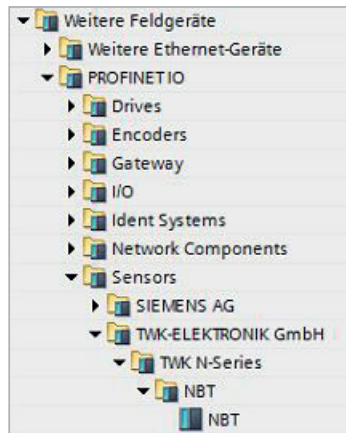 Weitere Feldgeräte
Weitere Ethernet-Geräte
PROFINET IO
Drives
Encoders
Gateway
I/O
Ident Systems
Network Components
Sensors
SIEMENS AG
TWK-ELEKTRONIK GmbH
TWK N-Series
NBT
NBT